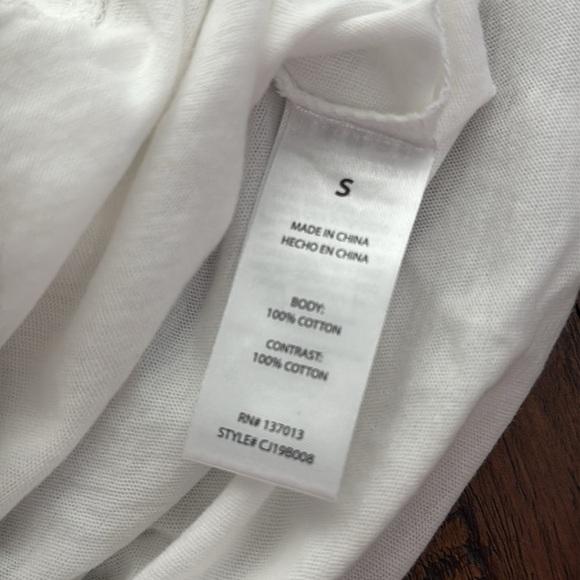 S
MADE IN CHINA
HECHO EN CHINA
BODY:
100% COTTON
CONTRAST:
100% COTTON
RN# 137013
STYLE# CJ19B008